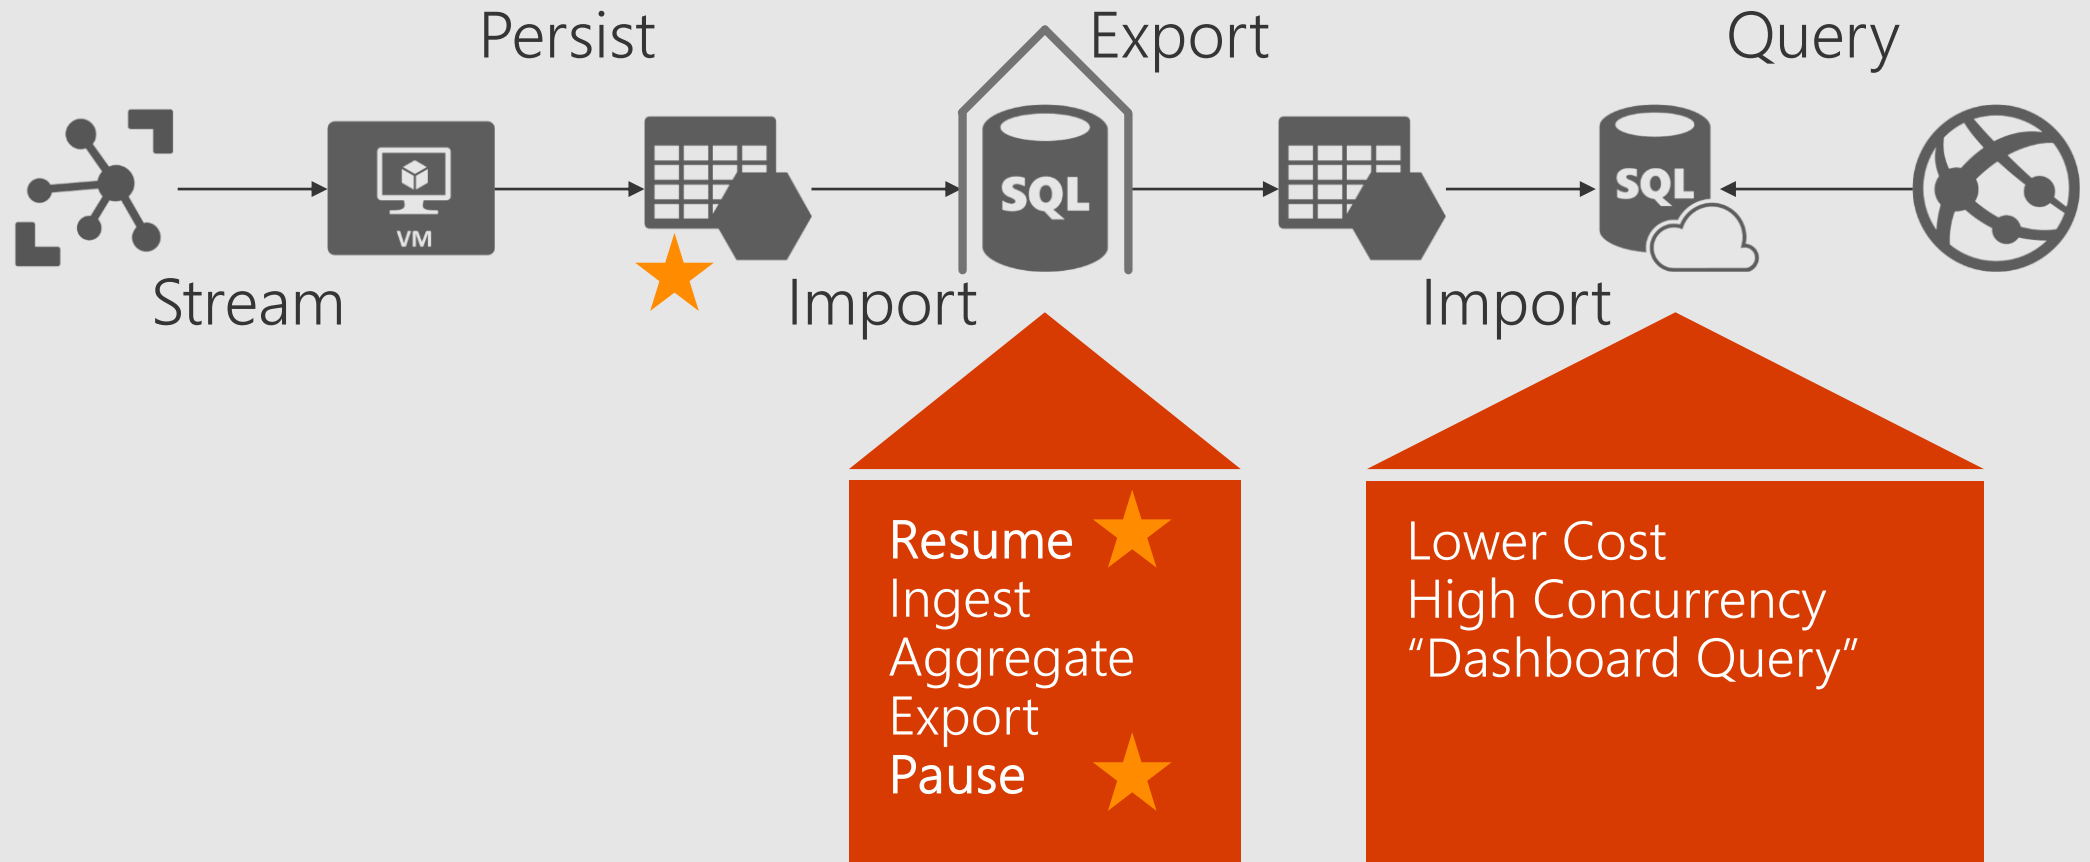 Persist
Export
Query
VM
SQL
SQL
Stream
Import
Import
Resume
Ingest
Aggregate
Export
Pause
Lower Cost
High Concurrency
“Dashboard Query”